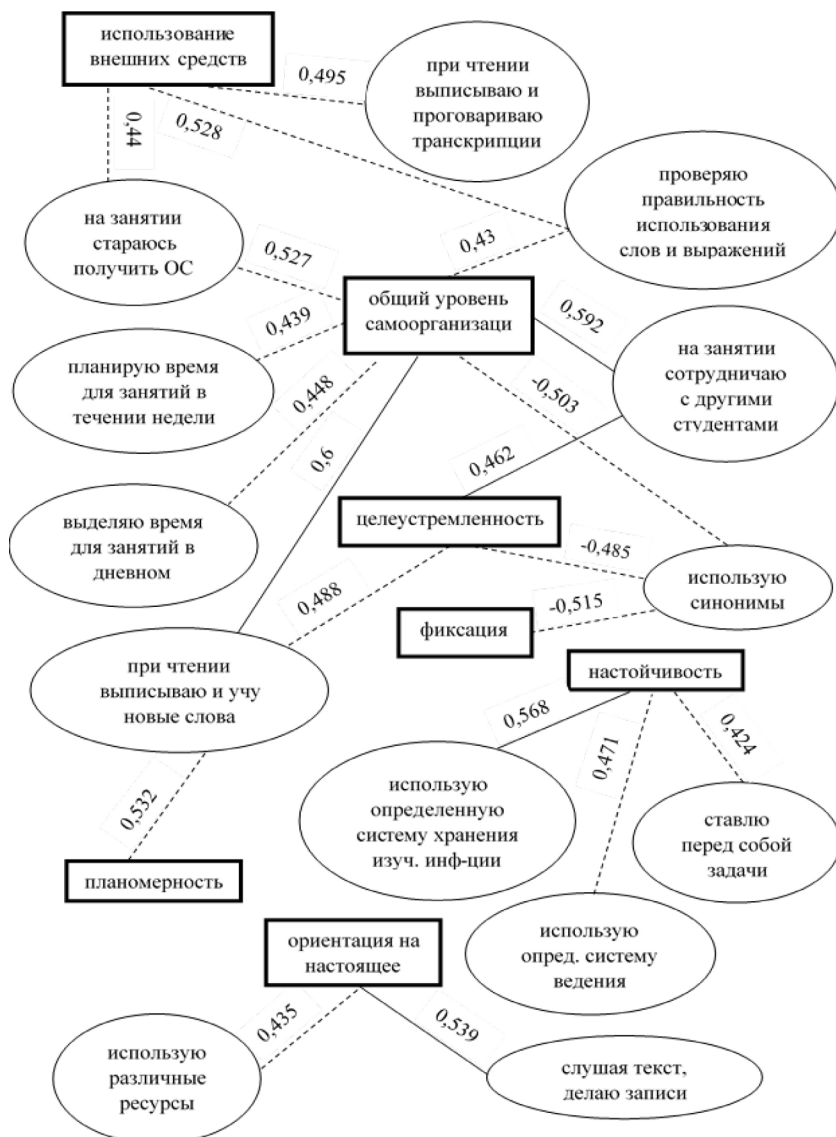 использование
внешних средств
0,495
при чтении
выписываю и
проговариваю
транскрипции
0,44
0,528
проверяю
правильность
использования
слов и выражений
на занятии
стараюсь
получить ОС
0,527
0,43
общий уровень
самоорганизаци
0,592
0,439
планирую время
для занятий в
течении недели
на занятии
сотрудничаю
с другими
студентами
0,448
-0,503
0,6
0,462
выделяю время
для занятий в
дневном
целеустремленность
-0,485
использую
синонимы
0,488
-0,515
фиксация
при чтении
выписываю и учу
новые слова
настойчивость
0,568
0,471
0,424
использую
определенную
систему хранения
изуч. инф-ции
0,532
ставлю
перед собой
задачи
планомерность
использую
опред. систему
ведения
ориентация на
настоящее
0,435
0,539
использую
различные
ресурсы
слушая текст,
делаю записи